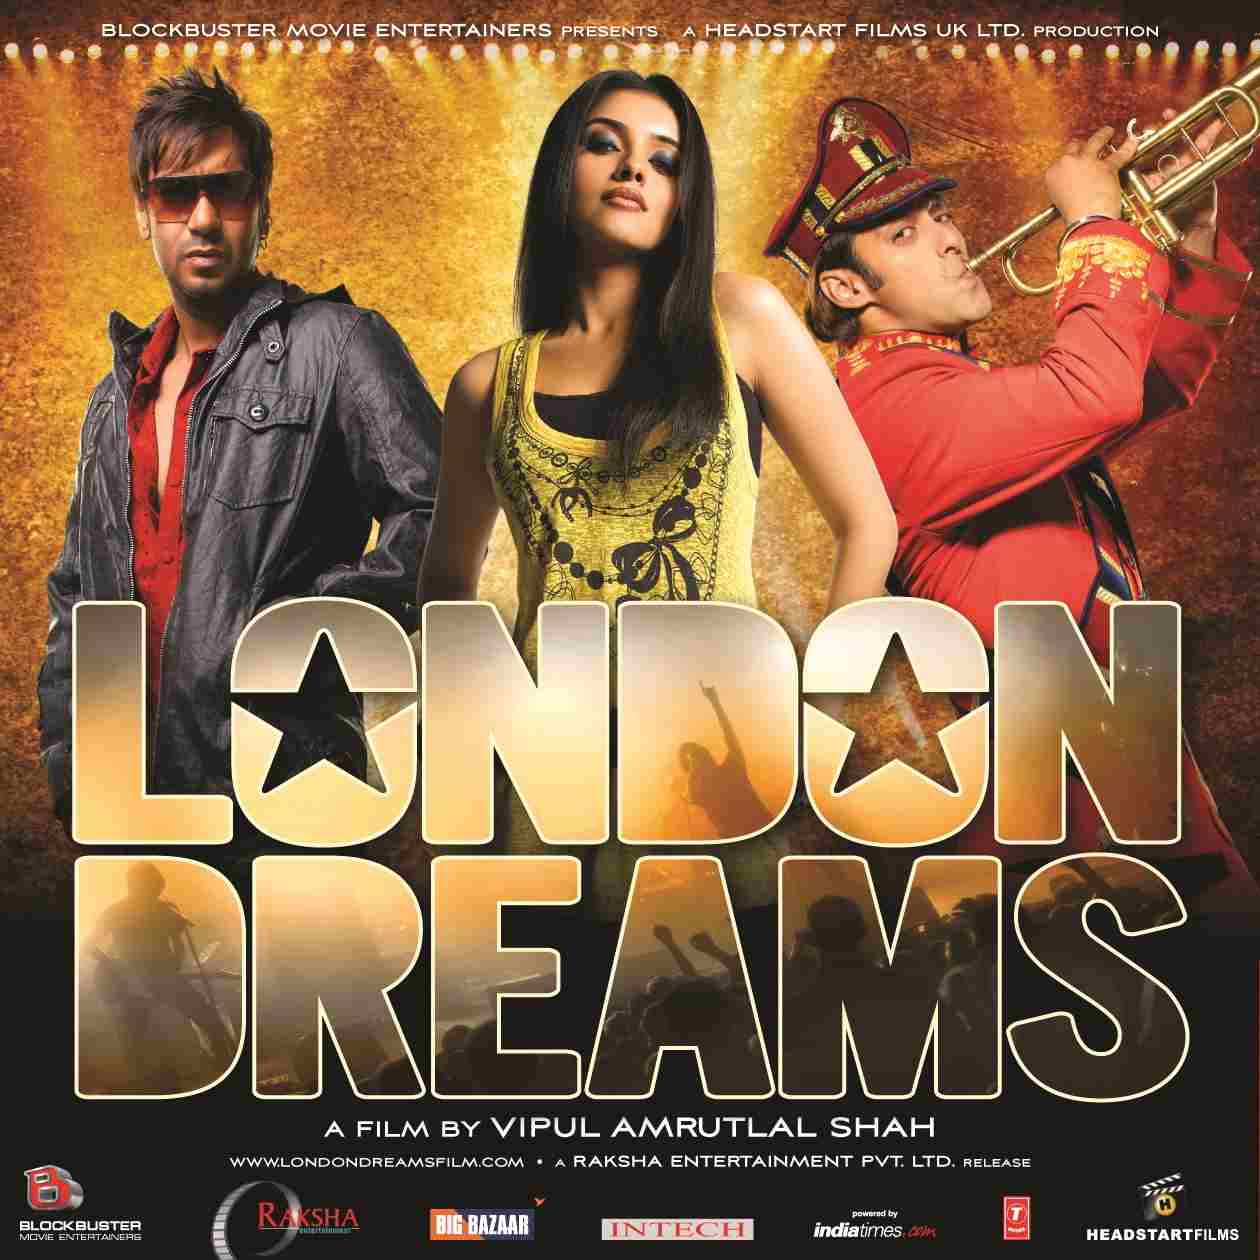 BLOCKBUSTER MOVIE ENTERTAINERS PRESENTS A HEADSTART FILMS UK LTD. PRODUCTION
LONDON
DREAMS
A FILM BY VIPUL AMRUTLAL SHAH
WWW.LONDONDREAMSFILM.COM • A RAKSHA ENTERTAINMENT PVT. LTD. RELEASE
B
BLOCKBUSTER
MOVIE ENTERTAINERS
RAKSHA
entertainment
BIG BAZAAR
INTECH
powered by
indiatimes.com
T
H
HEADSTARTFILMS